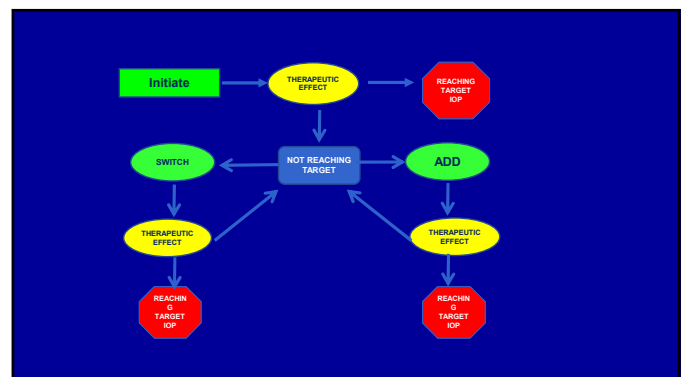 Initiate
THERAPEUTIC
EFFECT
REACHING
TARGET
IOP
SWITCH
NOT REACHING
TARGET
ADD
THERAPEUTIC
EFFECT
THERAPEUTIC
EFFECT
REACHIN
G
TARGET
IOP
REACHIN
G
TARGET
IOP